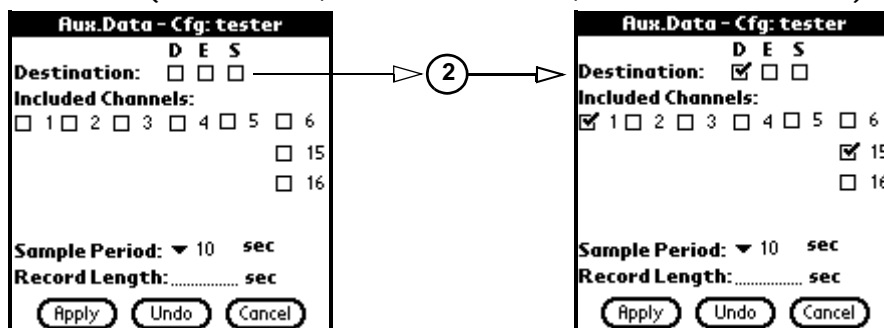 Aux.Data - Cfg: tester
D E S
Destination:
Included Channels:
1 2 3 4 5 6
15
16
Sample Period: 10 sec
Record Length: sec
Apply Undo Cancel
2
Aux.Data - Cfg: tester
D E S
Destination:
Included Channels:
1 2 3 4 5 6
15
16
Sample Period: 10 sec
Record Length: sec
Apply Undo Cancel